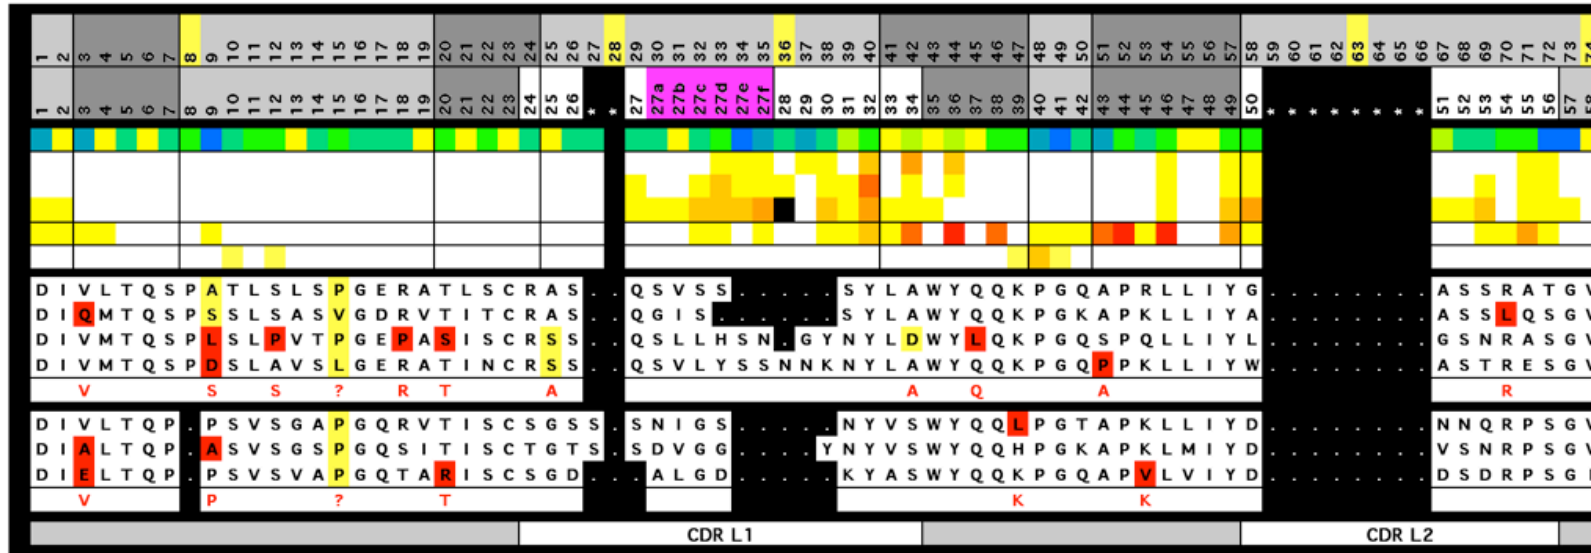 1 2 3 4 5 6 7 8 9 10 11 12 13 14 15 16 17 18 19 20 21 22 23 24 25 26 27 28 29 30 31 32 33 34 35 36 37 38 39 40 41 42 43 44 45 46 47 48 49 50 51 52 53 54 55 56 57 58 59 60 61 62 63 64 65 66 67 68 69 70 71 72 73 74
1 2 3 4 5 6 7 8 9 10 11 12 13 14 15 16 17 18 19 20 21 22 23 24 25 26 * * 27 27a 27b 27c 27d 27e 27f 28 29 30 31 32 33 34 35 36 37 38 39 40 41 42 43 44 45 46 47 48 49 50 * * * * * * * * 51 52 53 54 55 56 57 58
D I V L T Q S P A T L S L S P G E R A T L S C R A S . . Q S V S S . . . . . S Y L A W Y Q Q K P G Q A P R L L I Y G . . . . . . . . A S S R A T G V
D I Q M T Q S P S S L S A S V G D R V T I T C R A S . . Q G I S . . . . . . S Y L A W Y Q Q K P G K A P K L L I Y A . . . . . . . . A S S L Q S G V
D I V M T Q S P L S L P V T P G E P A S I S C R S S . . Q S L L H S N . G Y N Y L D W Y L Q K P G Q S P Q L L I Y L . . . . . . . . G S N R A S G V
D I V M T Q S P D S L A V S L G E R A T I N C R S S . . Q S V L Y S S N N K N Y L A W Y Q Q K P G Q P P K L L I Y W . . . . . . . . A S T R E S G V
V S S ? R T A A Q A R
D I V L T Q P . P S V S G A P G Q R V T I S C S G S S . S N I G S . . . . . N Y V S W Y Q Q L P G T A P K L L I Y D . . . . . . . . N N Q R P S G V
D I A L T Q P . A S V S G S P G Q S I T I S C T G T S . S D V G G . . . . Y N Y V S W Y Q Q H P G K A P K L M I Y D . . . . . . . . V S N R P S G V
D I E L T Q P . P S V S V A P G Q T A R I S C S G D . . . A L G D . . . . . K Y A S W Y Q Q K P G Q A P V L V I Y D . . . . . . . . D S D R P S G
V P ? T K K
CDR L1 CDR L2